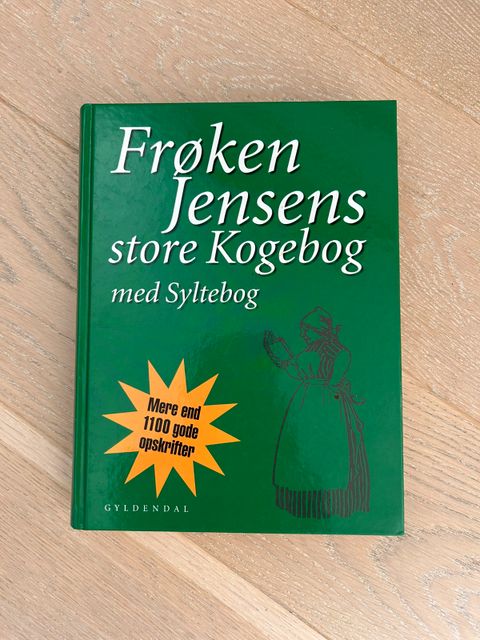 Frøken
Jensens
store Kogebog
med Syltebog
Mere end
1100 gode
opskrifter
GYLDENDAL